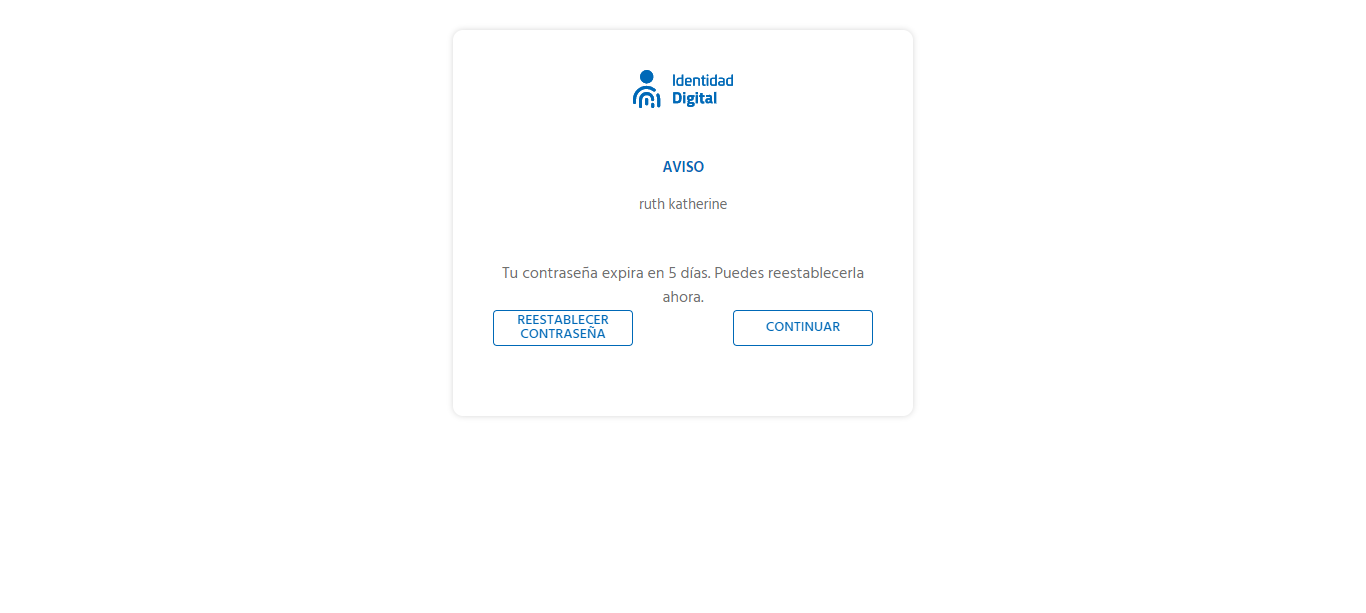 Identidad
Digital
AVISO
ruth katherine
Tu contraseña expira en 5 días. Puedes reestablecerla
ahora.
REESTABLECER
CONTRASEÑA
CONTINUAR